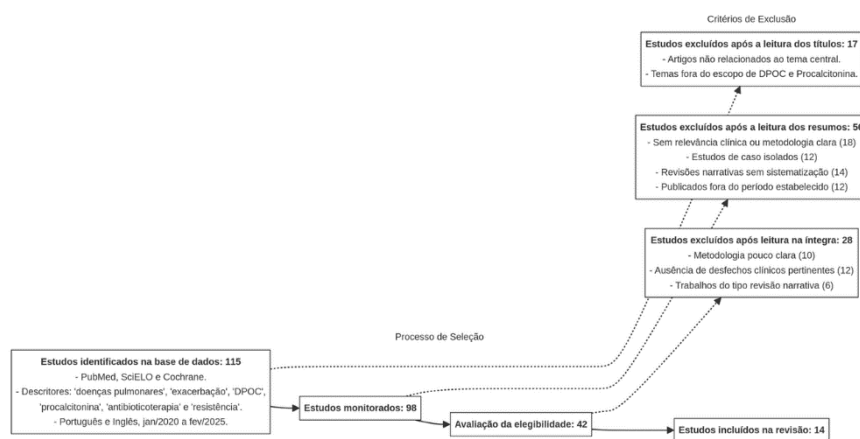 Critérios de Exclusão
Estudos excluídos após a leitura dos títulos: 17
- Artigos não relacionados ao tema central.
- Temas fora do escopo de DPOC e Procalcitonina.
Estudos excluídos após a leitura dos resumos: 56
- Sem relevância clínica ou metodologia clara (18)
- Estudos de caso isolados (12)
- Revisões narrativas sem sistematização (14)
- Publicados fora do período estabelecido (12)
Estudos excluídos após leitura na íntegra: 28
- Metodologia pouco clara (10)
- Ausência de desfechos clínicos pertinentes (12)
- Trabalhos do tipo revisão narrativa (6)
Processo de Seleção
Estudos identificados na base de dados: 115
- PubMed, SciELO e Cochrane.
- Descritores: 'doenças pulmonares', 'exacerbação', 'DPOC',
'procalcitonina', 'antibioticoterapia' e 'resistência'.
- Português e Inglês, jan/2020 a fev/2025.
Estudos monitorados: 98
Avaliação da elegibilidade: 42
Estudos incluídos na revisão: 14